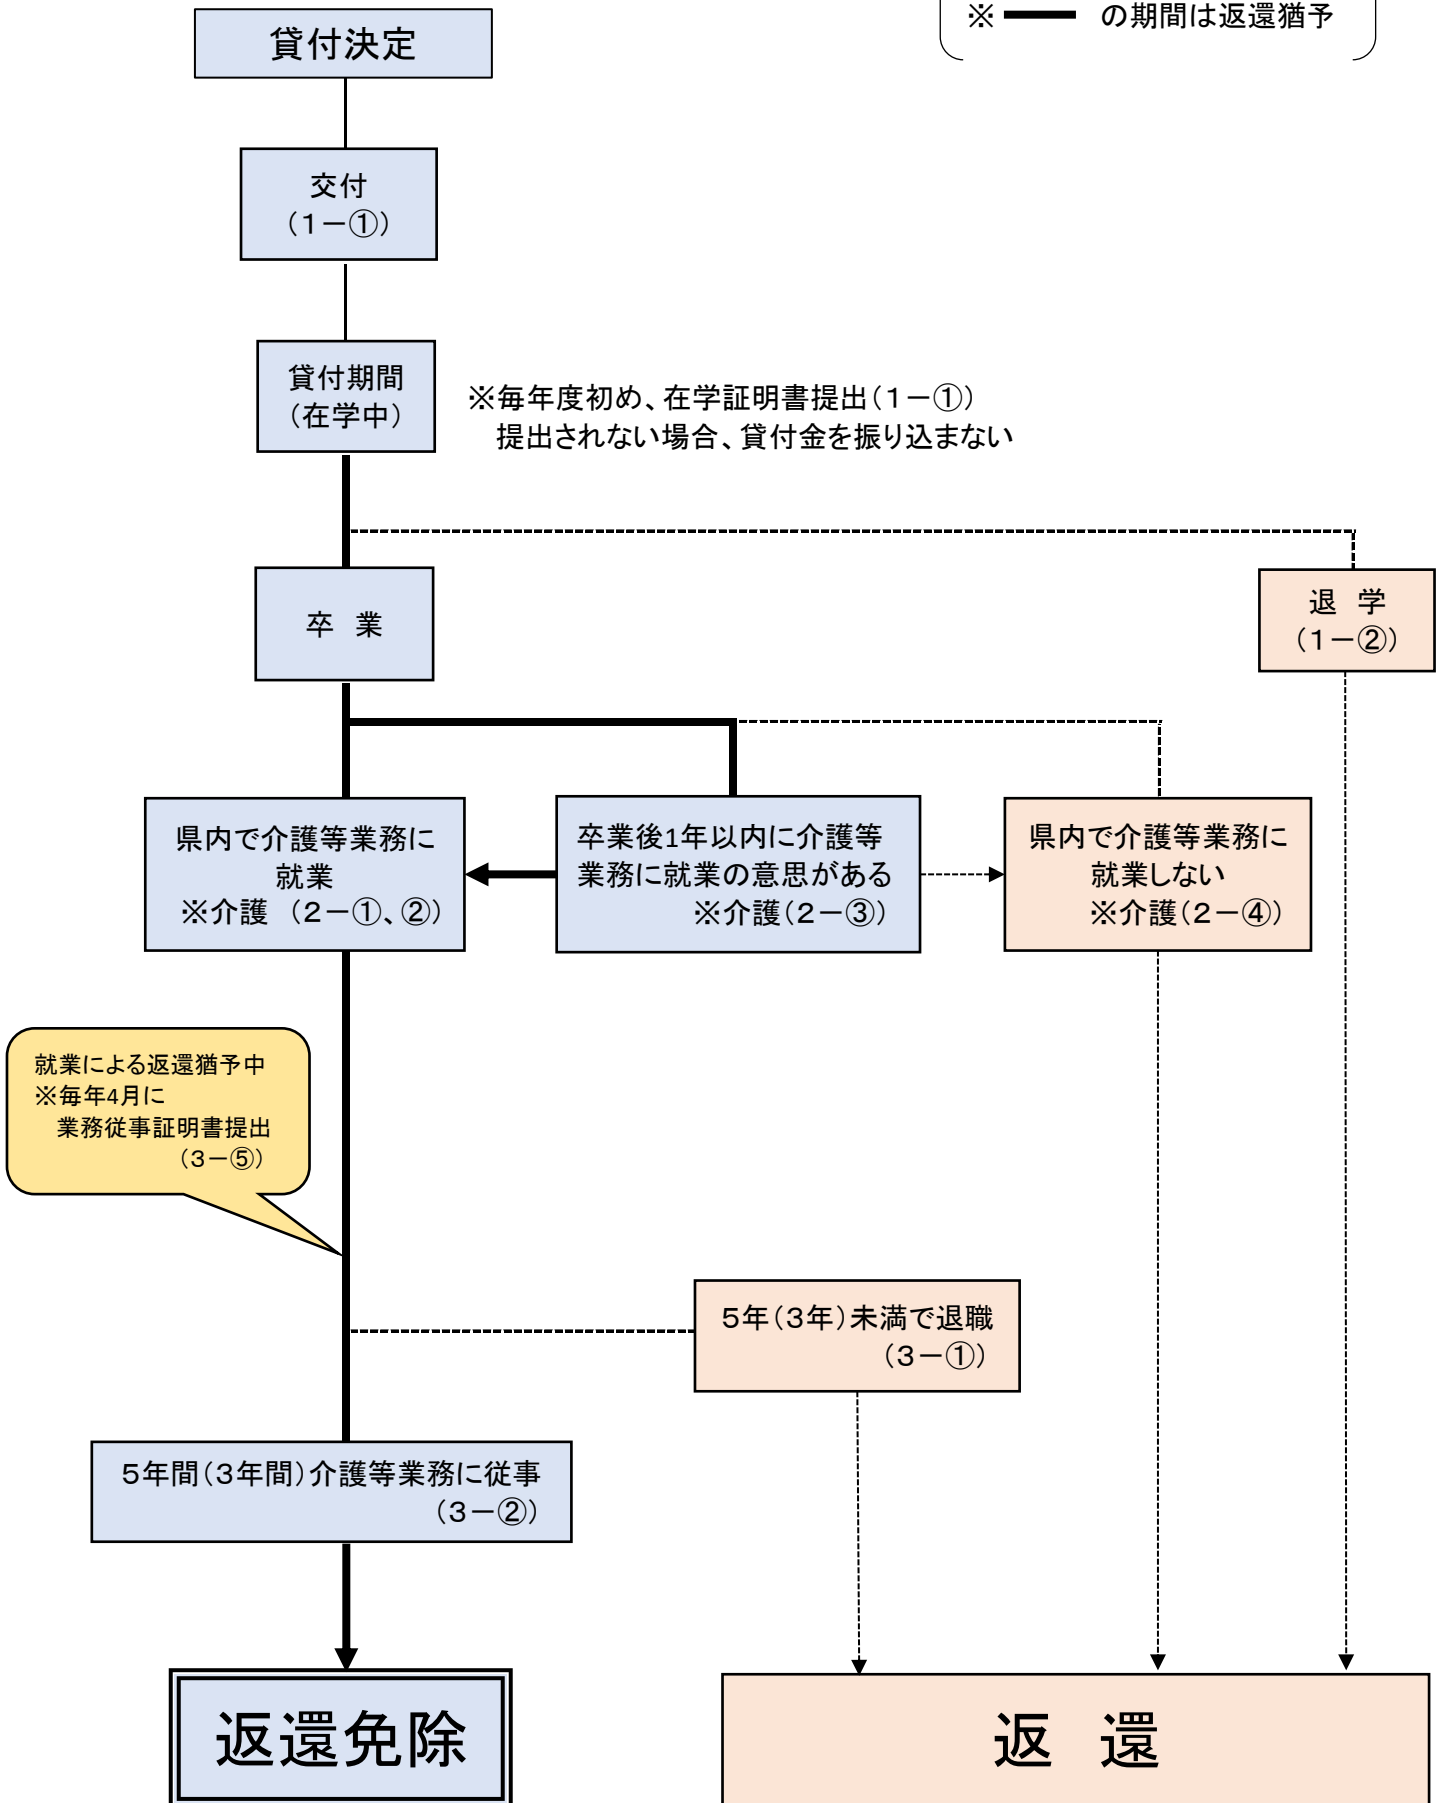 ※ の期間は返還猶予
貸付決定
交付
（１－①）
貸付期間
（在学中）
※毎年度初め、在学証明書提出（１－①）
提出されない場合、貸付金を振り込まない
卒　業
退　学
（１－②）
県内で介護等業務に
就業
※介護　（２－①、②）
卒業後1年以内に介護等
業務に就業の意思がある
※介護（２－③）
県内で介護等業務に
就業しない
※介護（２－④）
就業による返還猶予中
※毎年4月に
業務従事証明書提出
（３－⑤）
５年（３年）未満で退職
（３－①）
５年間（３年間）介護等業務に従事
（３－②）
返還免除
返　還